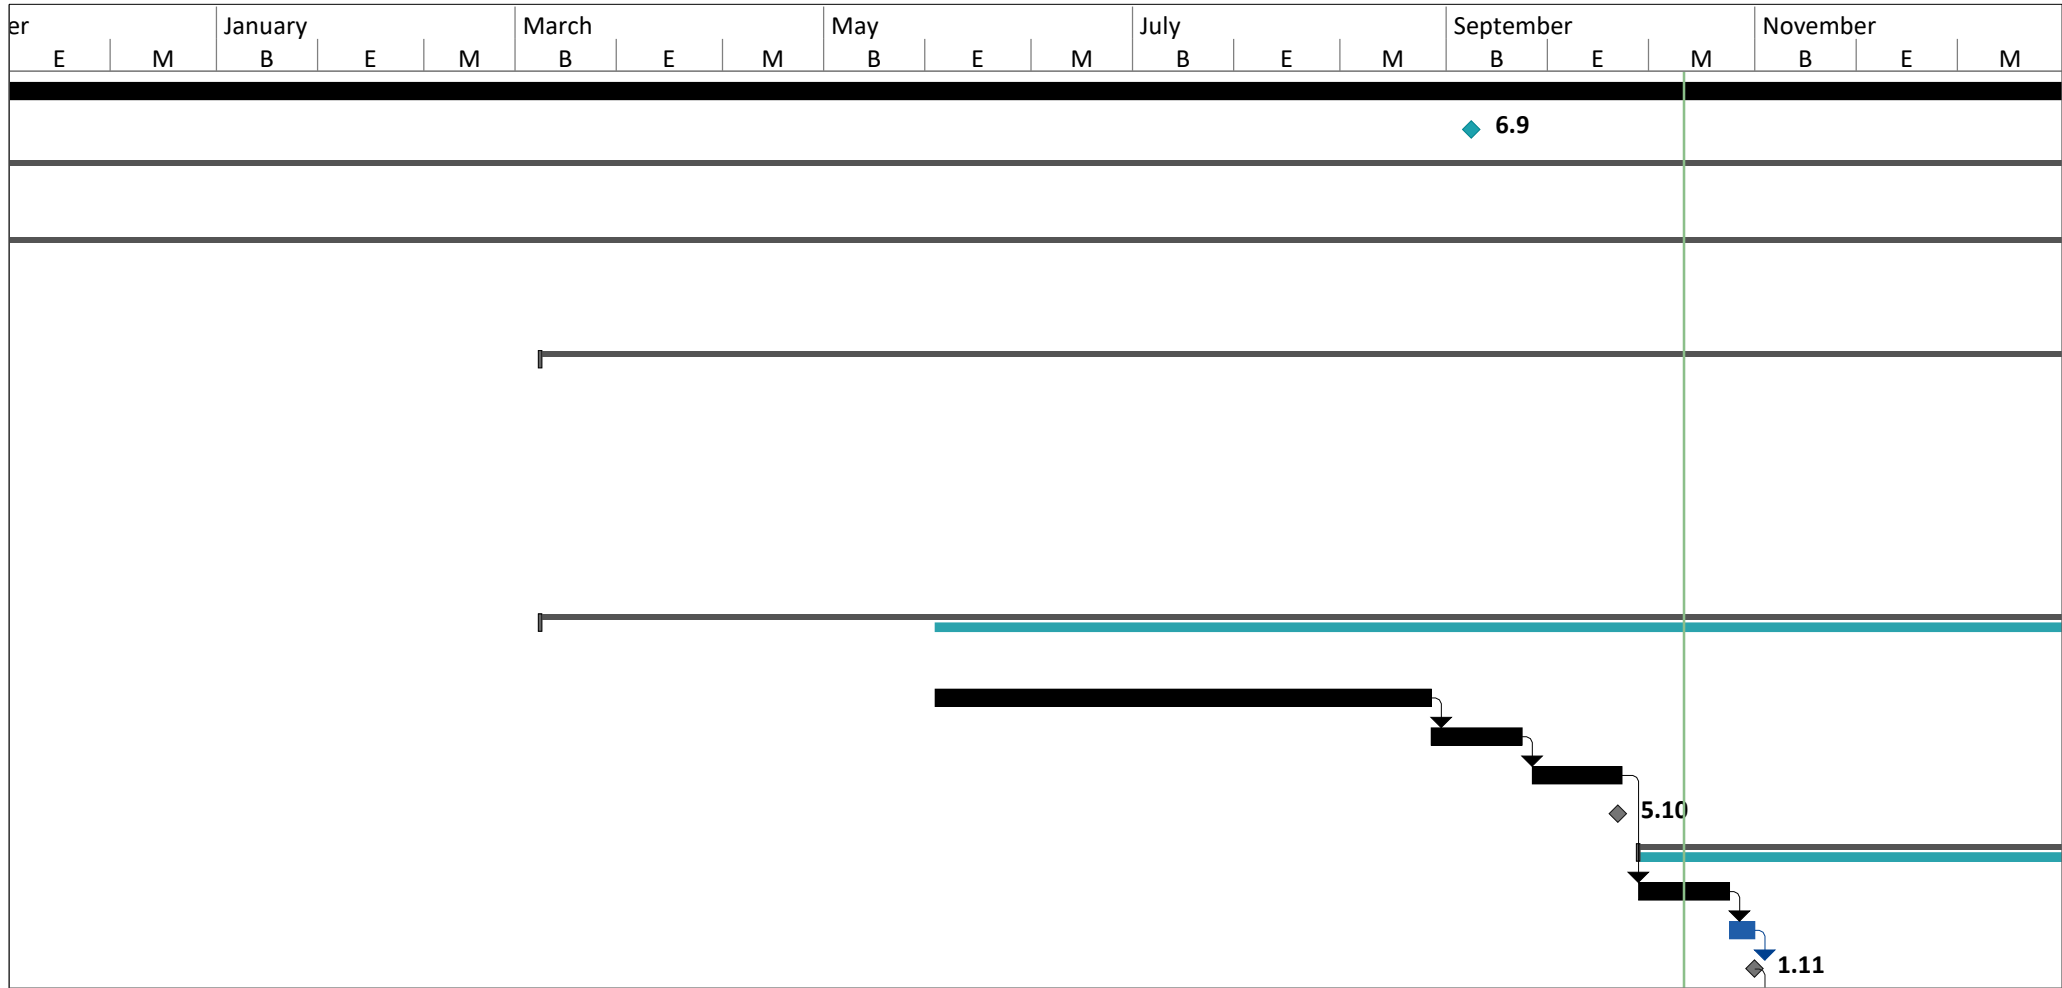 er January March May July September November
E M B E M B E M B E M B E M B E M B E M
6.9
5.10
1.11